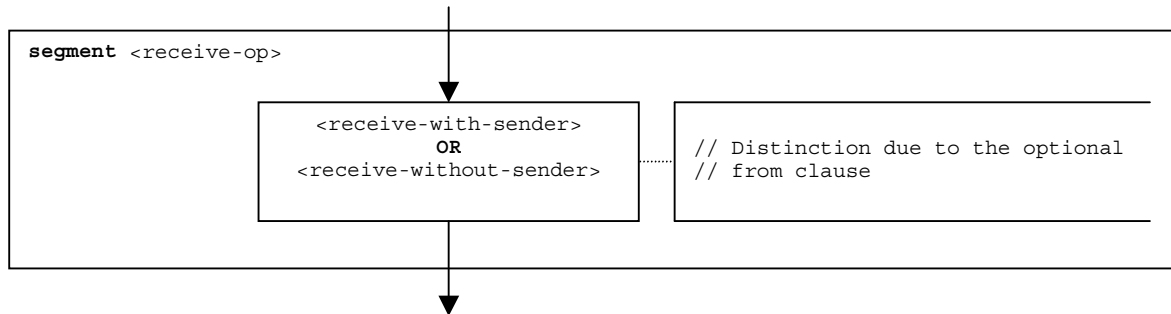 segment <receive-op>
<receive-with-sender>
OR
<receive-without-sender>
// Distinction due to the optional
// from clause